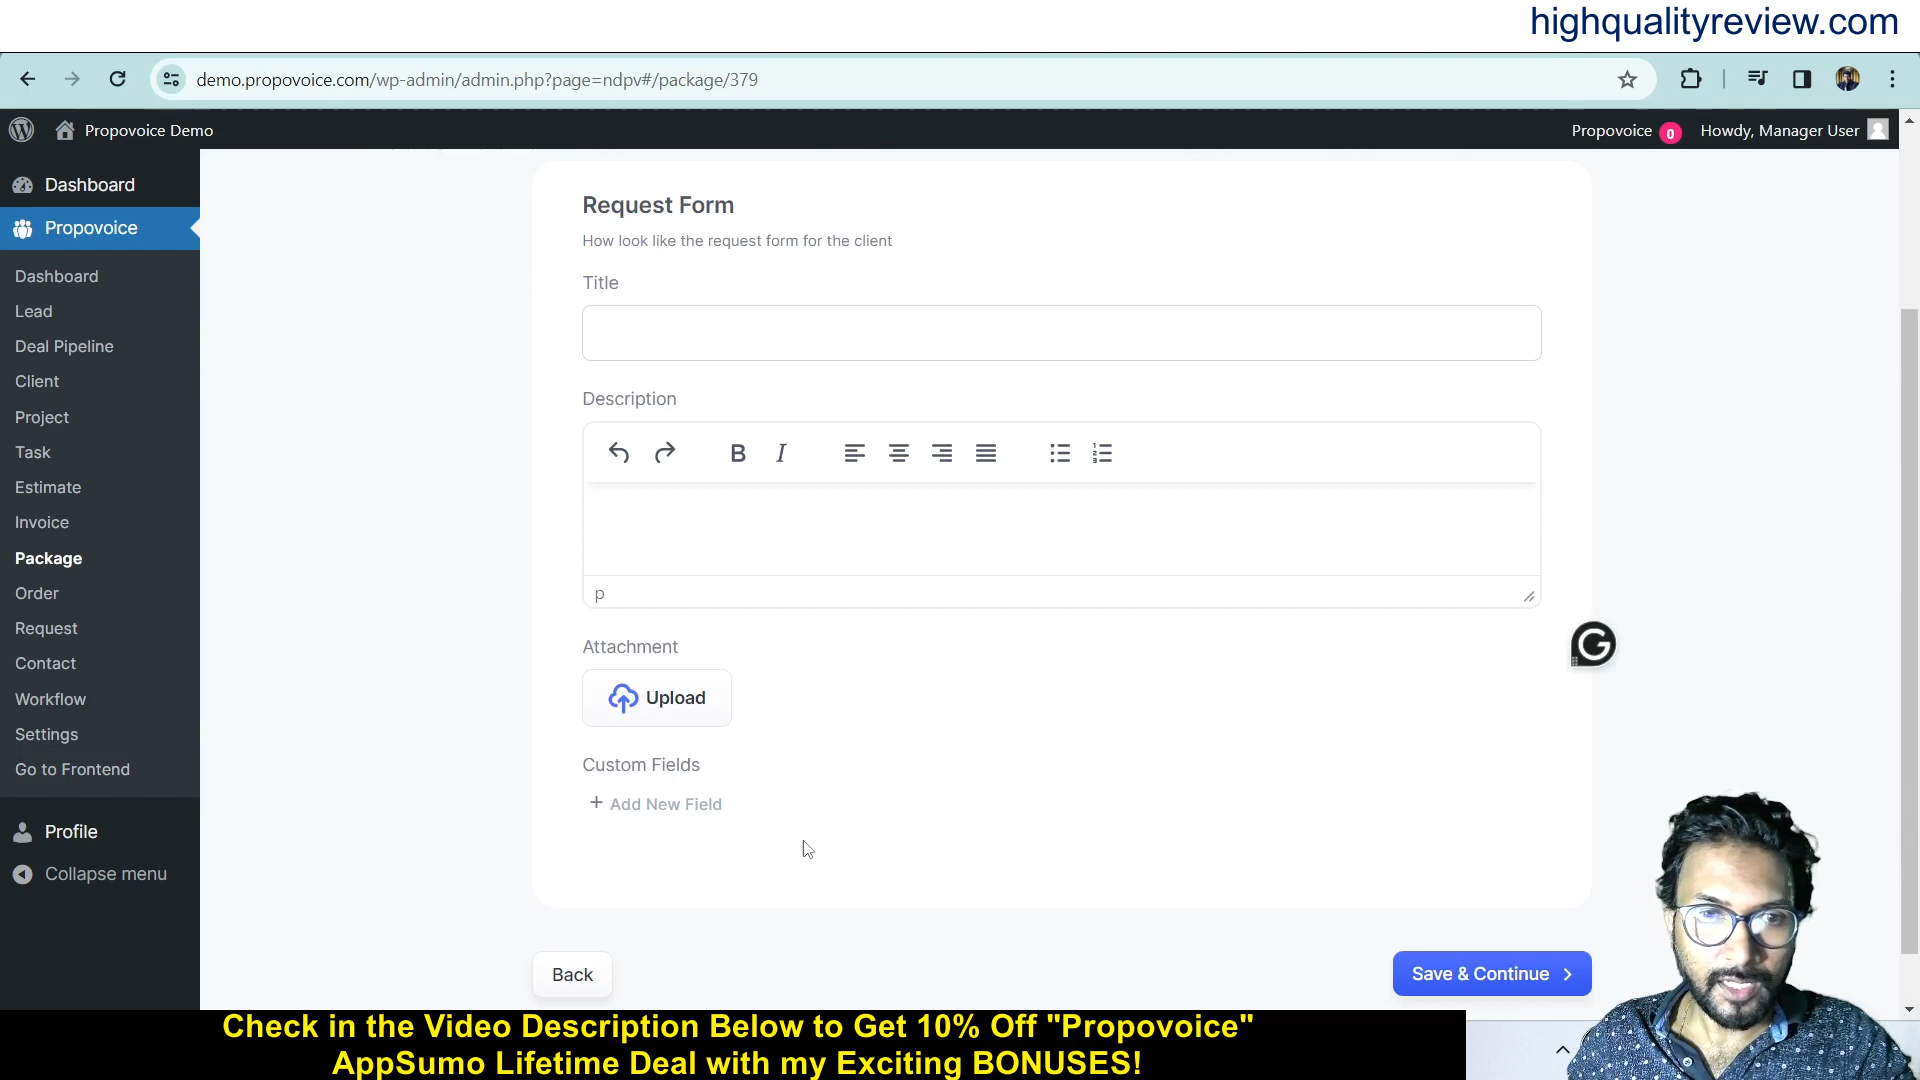 highqualityreview.com
demo.propovoice.com/wp-admin/admin.php?page=ndpv#/package/379
Propovoice Demo
Propovoice 0 Howdy, Manager User
Dashboard
Propovoice
Dashboard
Lead
Deal Pipeline
Client
Project
Task
Estimate
Invoice
Package
Order
Request
Contact
Workflow
Settings
Go to Frontend
Profile
Collapse menu
Request Form
How look like the request form for the client
Title
Description
B I
p
Attachment
Upload
Custom Fields
+ Add New Field
Back
Save & Continue
G
Check in the Video Description Below to Get 10% Off "Propovoice"
AppSumo Lifetime Deal with my Exciting BONUSES!